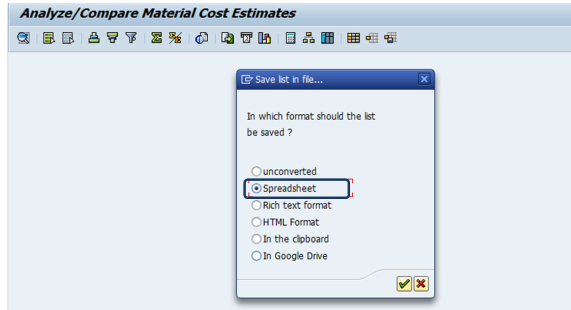 Analyze/Compare Material Cost Estimates
Save list in file...
In which format should the list
be saved ?
unconverted
Spreadsheet
Rich text format
HTML Format
In the clipboard
In Google Drive